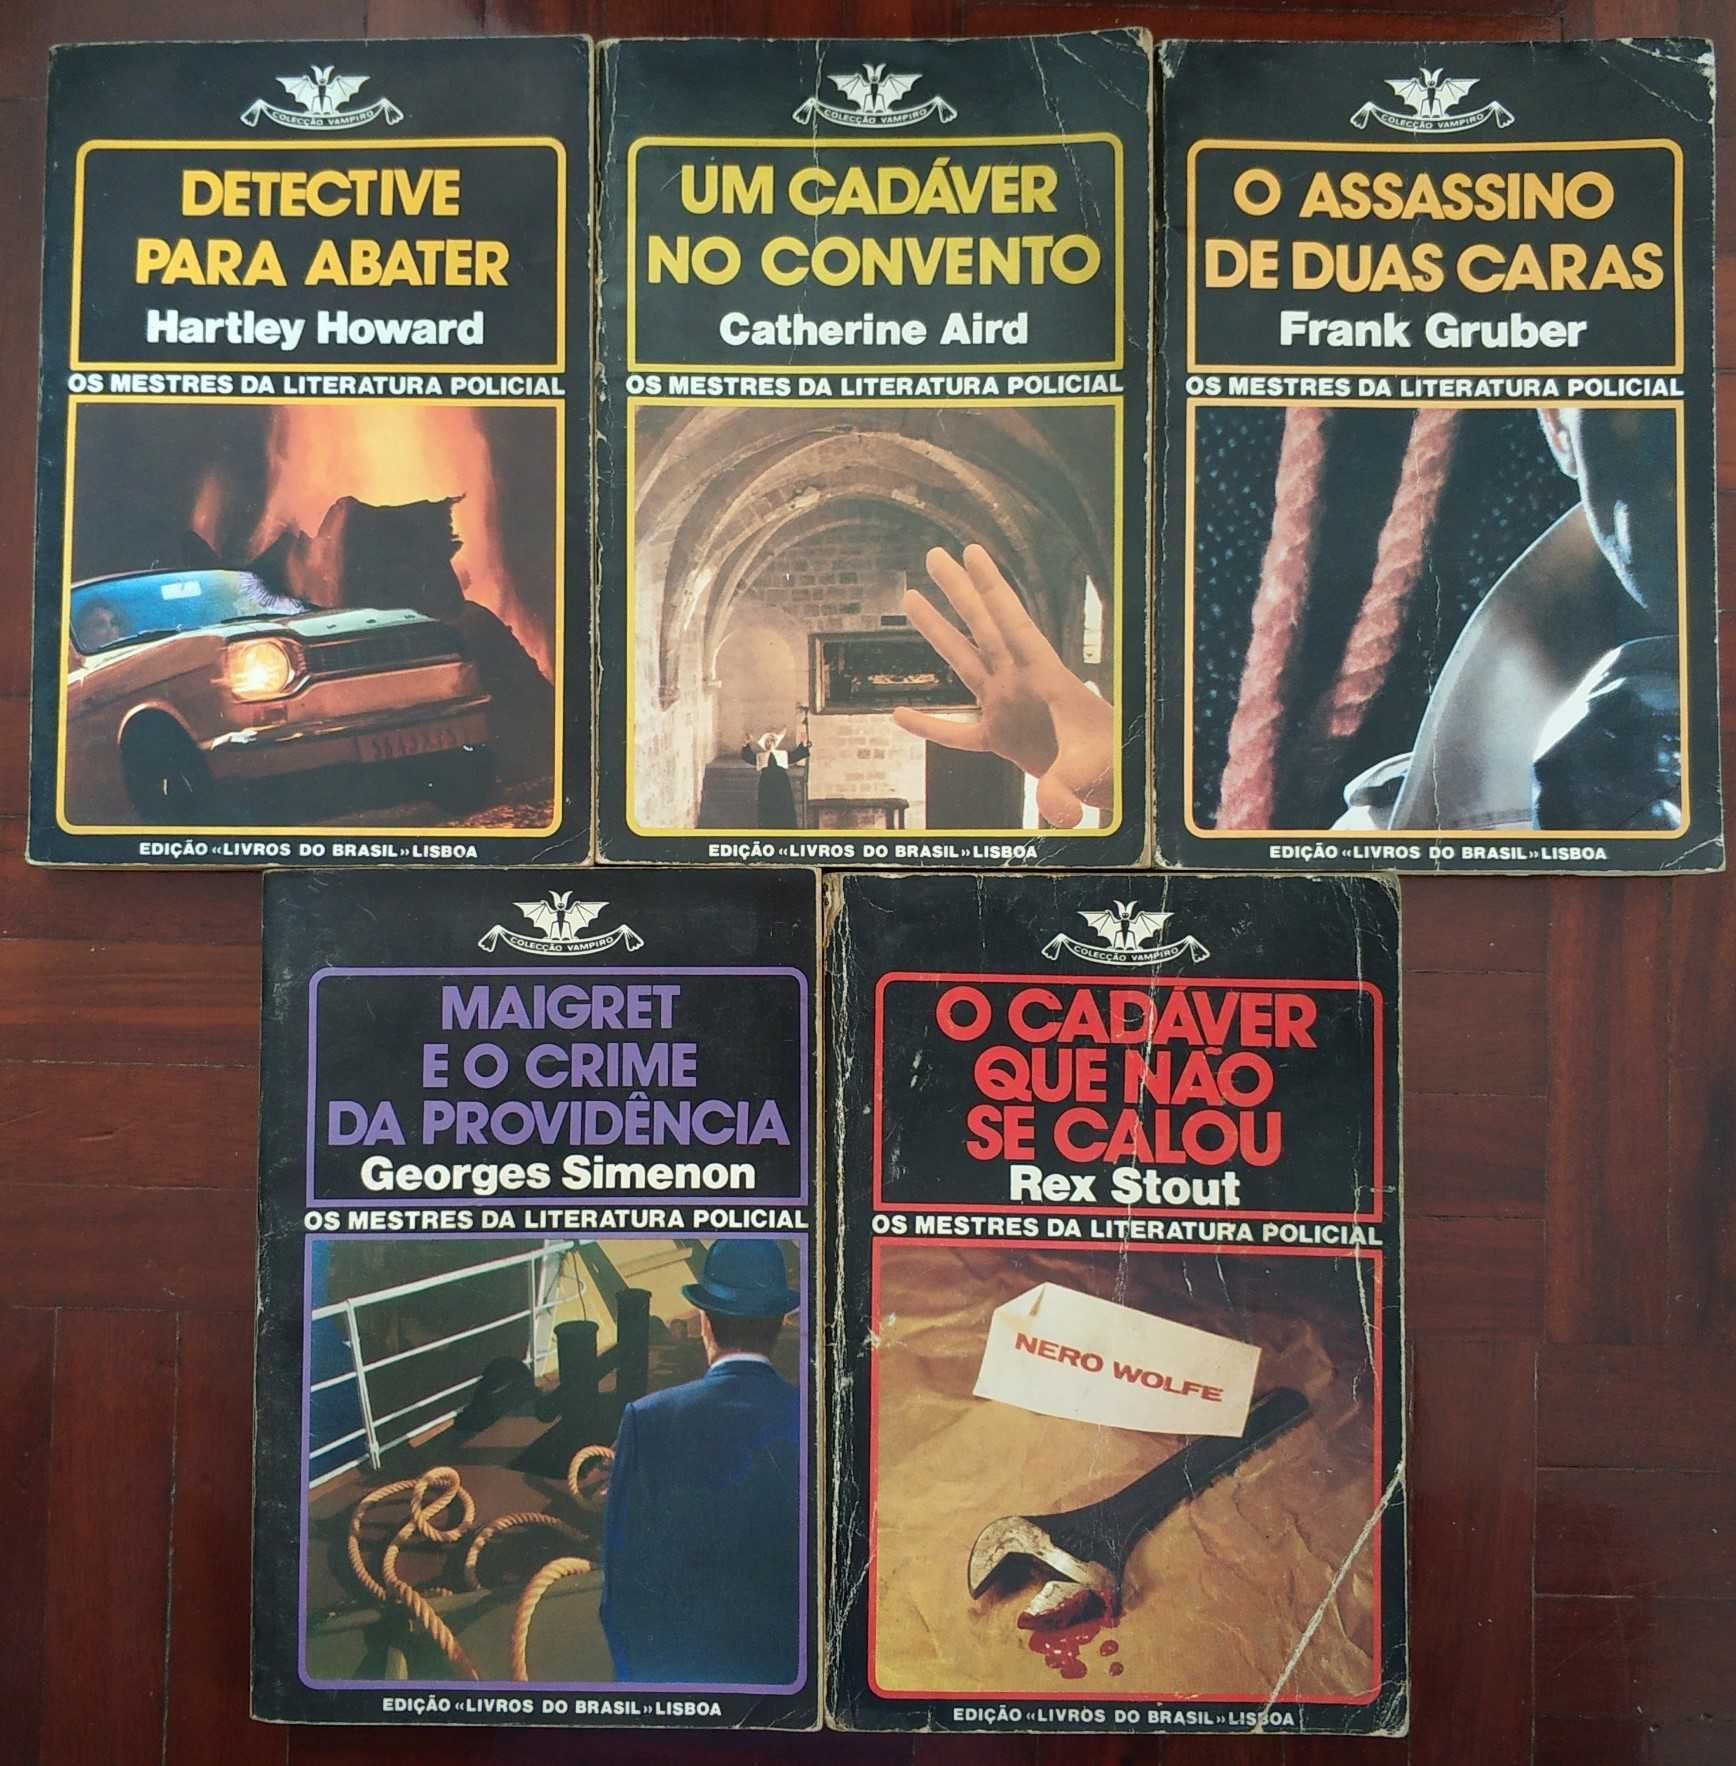 COLECÇÃO VAMPIRO
DETECTIVE
PARA ABATER
Hartley Howard
OS MESTRES DA LITERATURA POLICIAL
EDIÇÃO «LIVROS DO BRASIL» LISBOA
COLECÇÃO VAMPIRO
UM CADÁVER
NO CONVENTO
Catherine Aird
OS MESTRES DA LITERATURA POLICIAL
EDIÇÃO «LIVROS DO BRASIL» LISBOA
COLECÇÃO VAMPIRO
O ASSASSINO
DE DUAS CARAS
Frank Gruber
OS MESTRES DA LITERATURA POLICIAL
EDIÇÃO «LIVROS DO BRASIL» LISBOA
COLECÇÃO VAMPIRO
MAIGRET
E O CRIME
DA PROVIDÊNCIA
Georges Simenon
OS MESTRES DA LITERATURA POLICIAL
EDIÇÃO «LIVROS DO BRASIL» LISBOA
COLECÇÃO VAMPIRO
O CADÁVER
QUE NÃO
SE CALOU
Rex Stout
OS MESTRES DA LITERATURA POLICIAL
NERO WOLFE
EDIÇÃO «LIVROS DO BRASIL» LISBOA